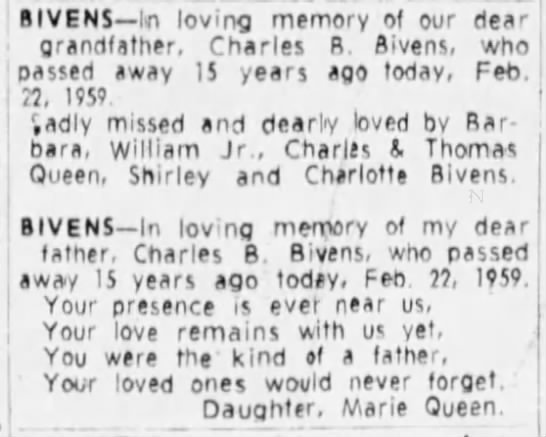 BIVENS—In loving memory of our dear
grandfather, Charles B. Bivens, who
passed away 15 years ago today, Feb.
22, 1959.
Sadly missed and dearly loved by Bar-
bara, William Jr., Charles & Thomas
Queen, Shirley and Charlotte Bivens.
BIVENS—In loving memory of my dear
father, Charles B. Bivens, who passed
away 15 years ago today, Feb. 22, 1959.
Your presence is ever near us,
Your love remains with us yet,
You were the kind of a father,
Your loved ones would never forget.
Daughter, Marie Queen.